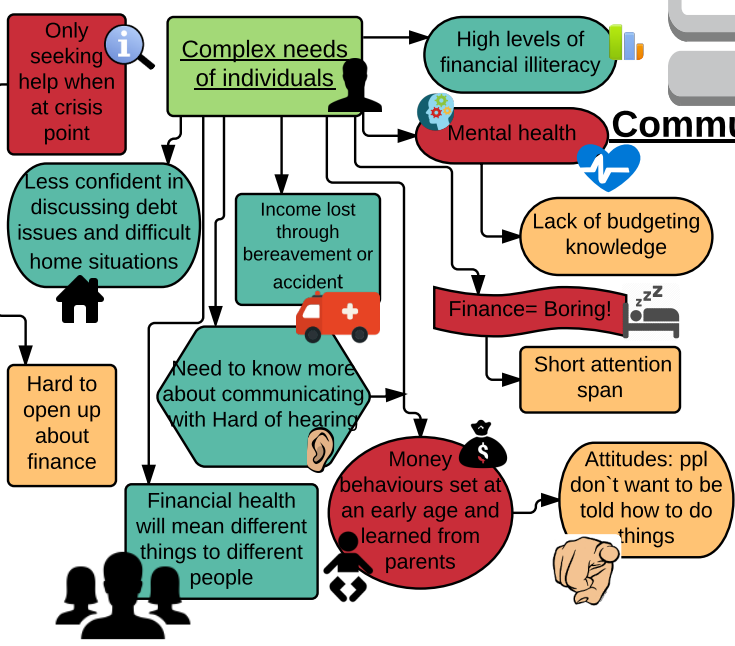 Only
seeking
help when
at crisis
point
Complex needs
of individuals
High levels of
financial illiteracy
Mental health
Commu
Less confident in
discussing debt
issues and difficult
home situations
Income lost
through
bereavement or
accident
Lack of budgeting
knowledge
Finance= Boring!
zzz
Short attention
span
Need to know more
about communicating
with Hard of hearing
Hard to
open up
about
finance
Money
behaviours set at
an early age and
learned from
parents
$
Attitudes: ppl
don`t want to be
told how to do
things
Financial health
will mean different
things to different
people